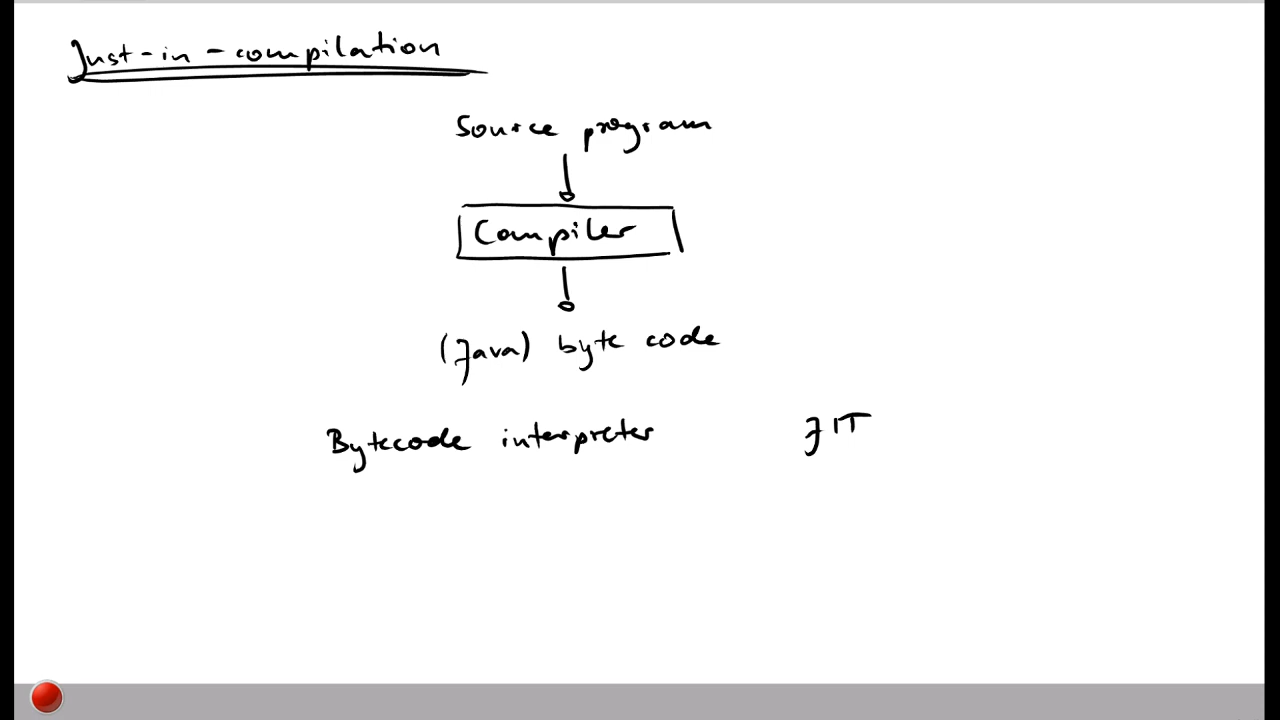 Just-in-compilation
Source program
Compiler
(Java) byte code
Bytecode interpreter JIT